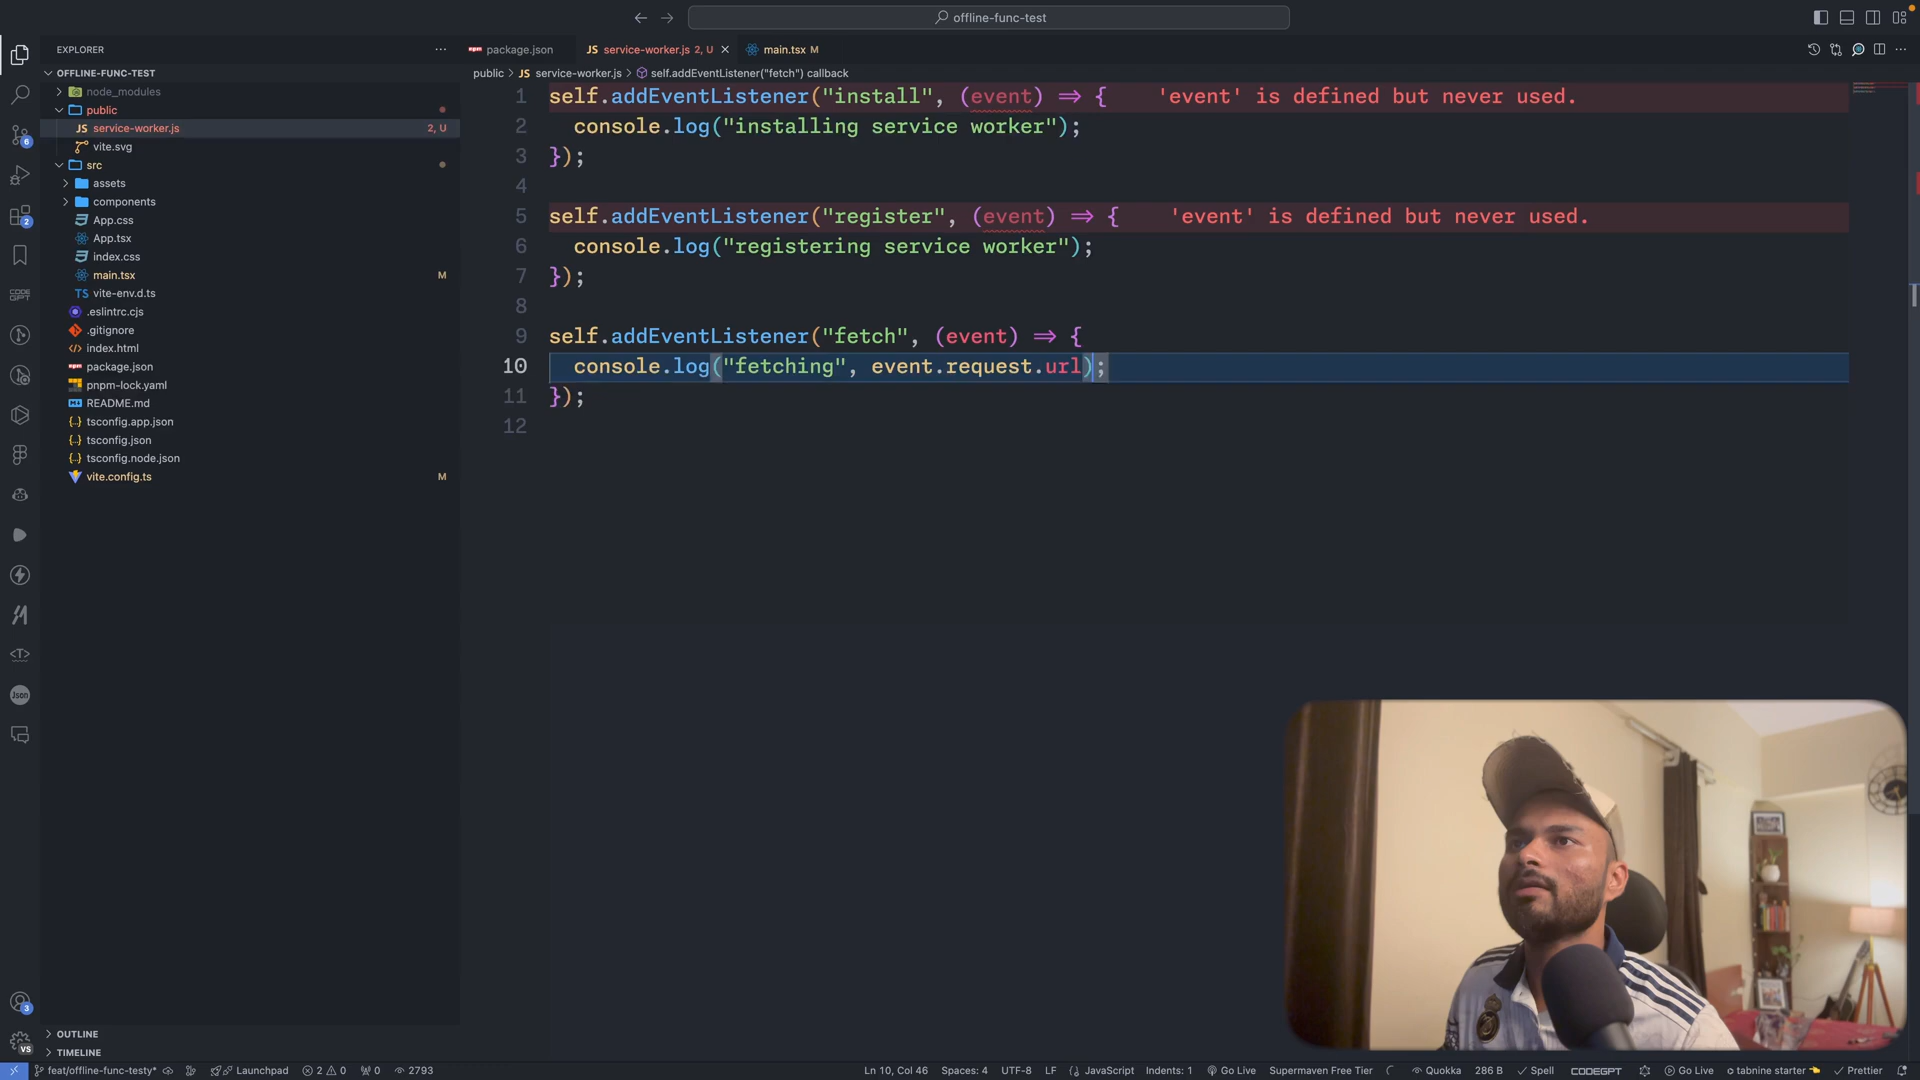 offline-func-test
EXPLORER
package.json
JS service-worker.js 2, U
main.tsx M
OFFLINE-FUNC-TEST
public > JS service-worker.js > self.addEventListener("fetch") callback
node_modules
public
JS service-worker.js 2, U
vite.svg
src
assets
components
App.css
App.tsx
index.css
main.tsx M
TS vite-env.d.ts
.eslintrc.cjs
.gitignore
index.html
package.json
pnpm-lock.yaml
README.md
tsconfig.app.json
tsconfig.json
tsconfig.node.json
vite.config.ts M
1 self.addEventListener("install", (event) => { 'event' is defined but never used.
2 console.log("installing service worker");
3 });
4
5 self.addEventListener("register", (event) => { 'event' is defined but never used.
6 console.log("registering service worker");
7 });
8
9 self.addEventListener("fetch", (event) => {
10 console.log("fetching", event.request.url);
11 });
12
6
2
CODE
GPT
Json
3
VS
OUTLINE
TIMELINE
feat/offline-func-testy* Launchpad 2 0 0 2793 Ln 10, Col 46 Spaces: 4 UTF-8 LF JavaScript Indents: 1 Go Live Supermaven Free Tier Quokka 286 B Spell CODEGPT Go Live tabnine starter Prettier